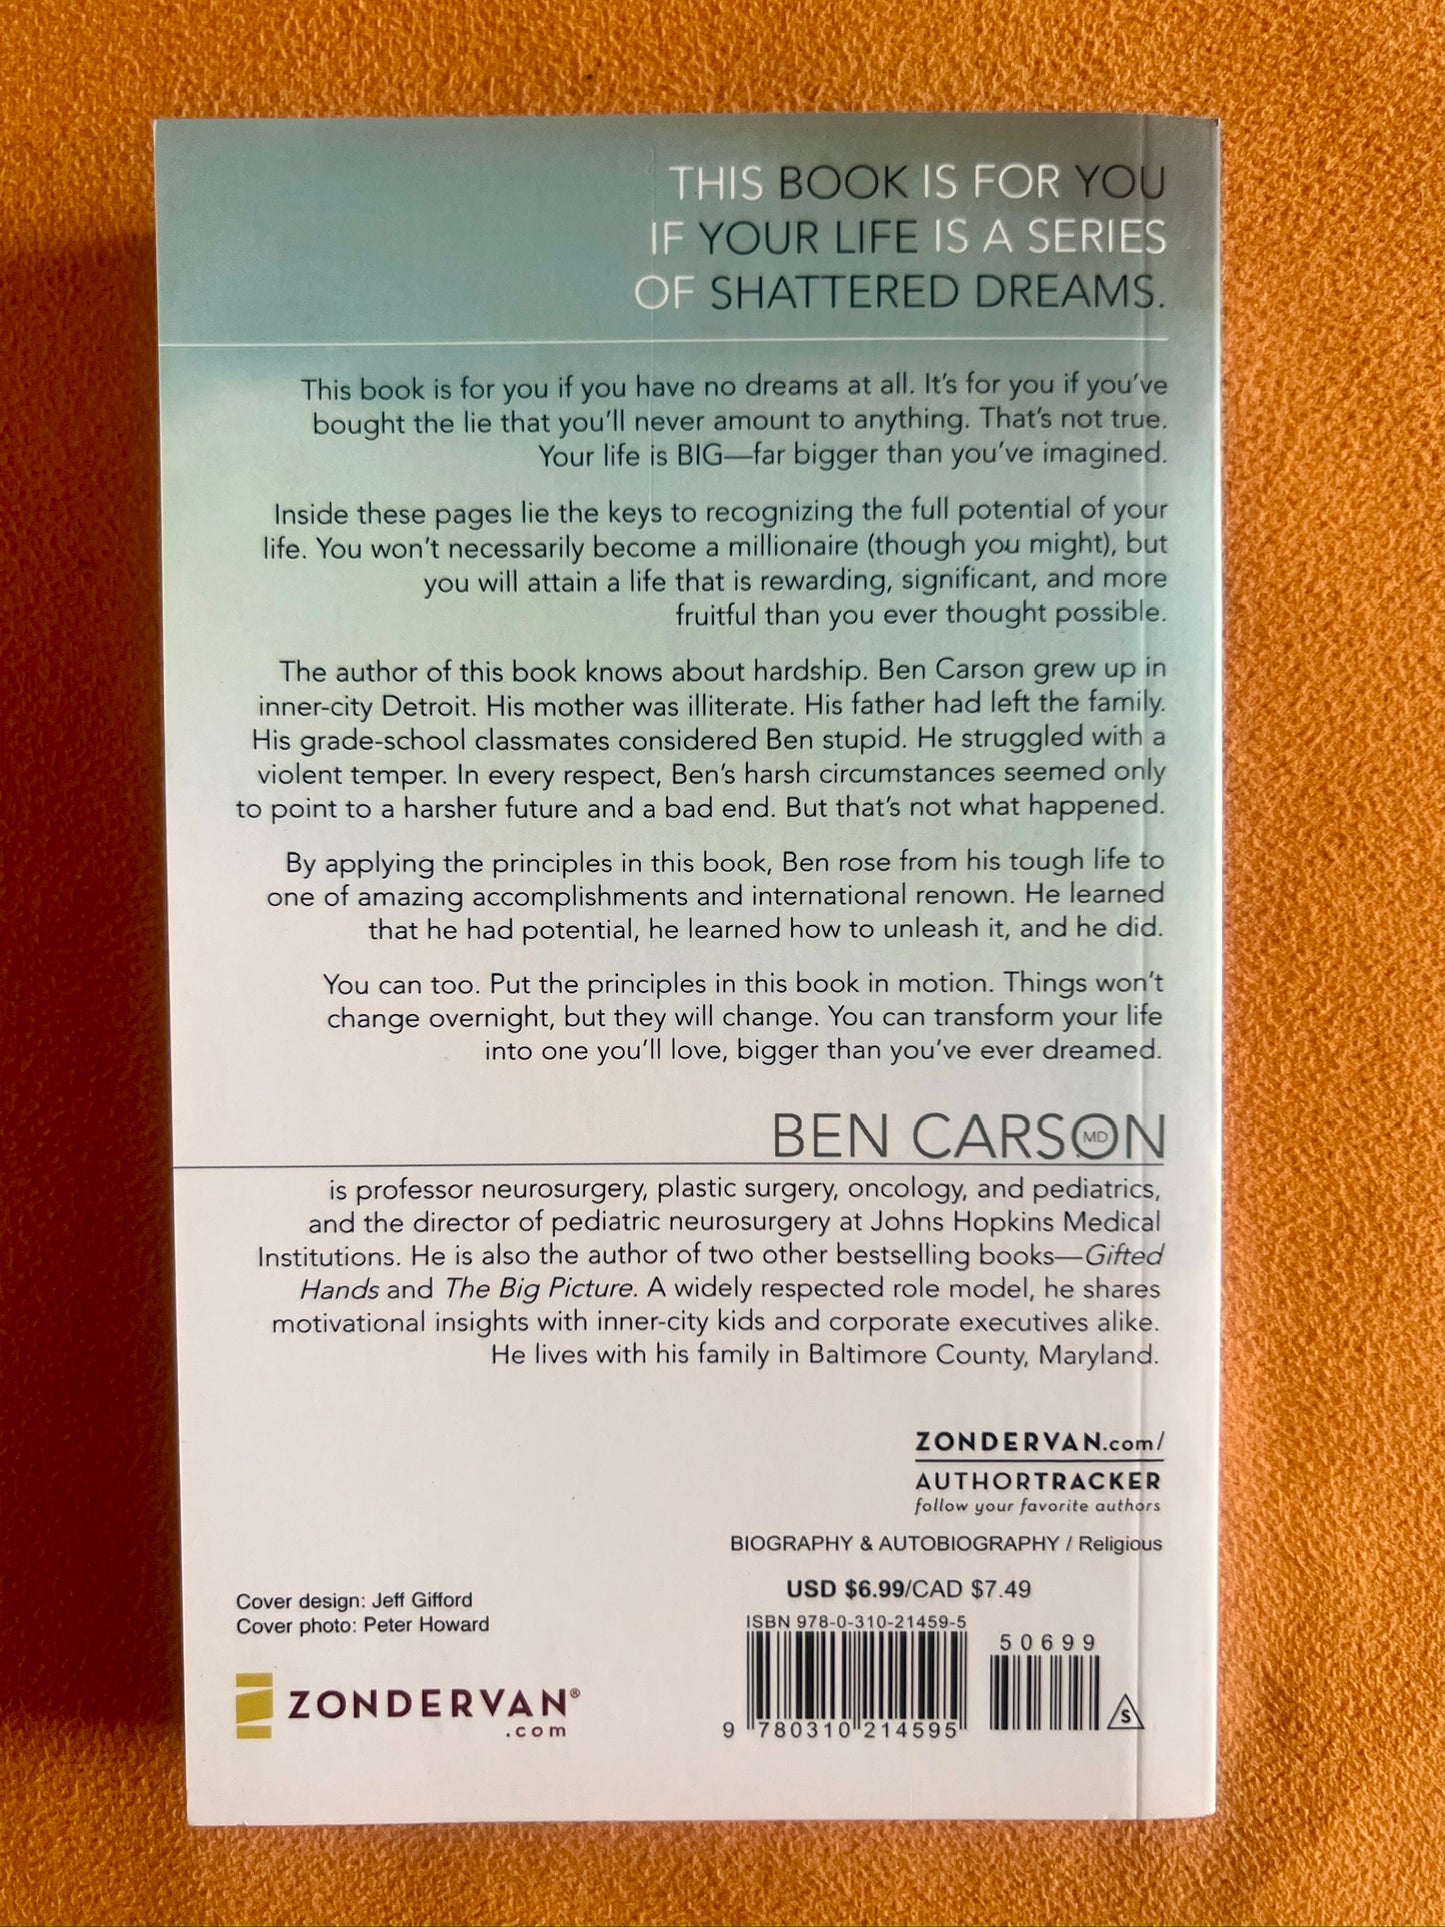 THIS BOOK IS FOR YOU
IF YOUR LIFE IS A SERIES
OF SHATTERED DREAMS.
This book is for you if you have no dreams at all. It's for you if you've
bought the lie that you'll never amount to anything. That's not true.
Your life is BIG—far bigger than you've imagined.
Inside these pages lie the keys to recognizing the full potential of your
life. You won't necessarily become a millionaire (though you might), but
you will attain a life that is rewarding, significant, and more
fruitful than you ever thought possible.
The author of this book knows about hardship. Ben Carson grew up in
inner-city Detroit. His mother was illiterate. His father had left the family.
His grade-school classmates considered Ben stupid. He struggled with a
violent temper. In every respect, Ben's harsh circumstances seemed only
to point to a harsher future and a bad end. But that's not what happened.
By applying the principles in this book, Ben rose from his tough life to
one of amazing accomplishments and international renown. He learned
that he had potential, he learned how to unleash it, and he did.
You can too. Put the principles in this book in motion. Things won't
change overnight, but they will change. You can transform your life
into one you'll love, bigger than you've ever dreamed.
BEN CARSON
MD
is professor neurosurgery, plastic surgery, oncology, and pediatrics,
and the director of pediatric neurosurgery at Johns Hopkins Medical
Institutions. He is also the author of two other bestselling books—Gifted
Hands and The Big Picture. A widely respected role model, he shares
motivational insights with inner-city kids and corporate executives alike.
He lives with his family in Baltimore County, Maryland.
ZONDERVAN.com/
AUTHORTRACKER
follow your favorite authors
BIOGRAPHY & AUTOBIOGRAPHY / Religious
USD $6.99/CAD $7.49
ISBN 978-0-310-21459-5
50699
9 780310 214595
S
Cover design: Jeff Gifford
Cover photo: Peter Howard
ZONDERVAN®
.com